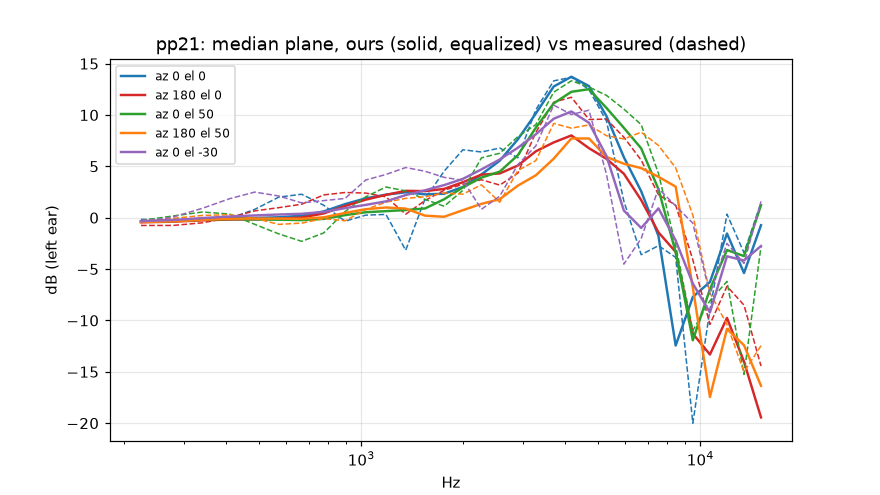 pp21: median plane, ours (solid, equalized) vs measured (dashed)
dB (left ear)
15
10
5
0
−5
−10
−15
−20
az 0 el 0
az 180 el 0
az 0 el 50
az 180 el 50
az 0 el -30
10³
10⁴
Hz